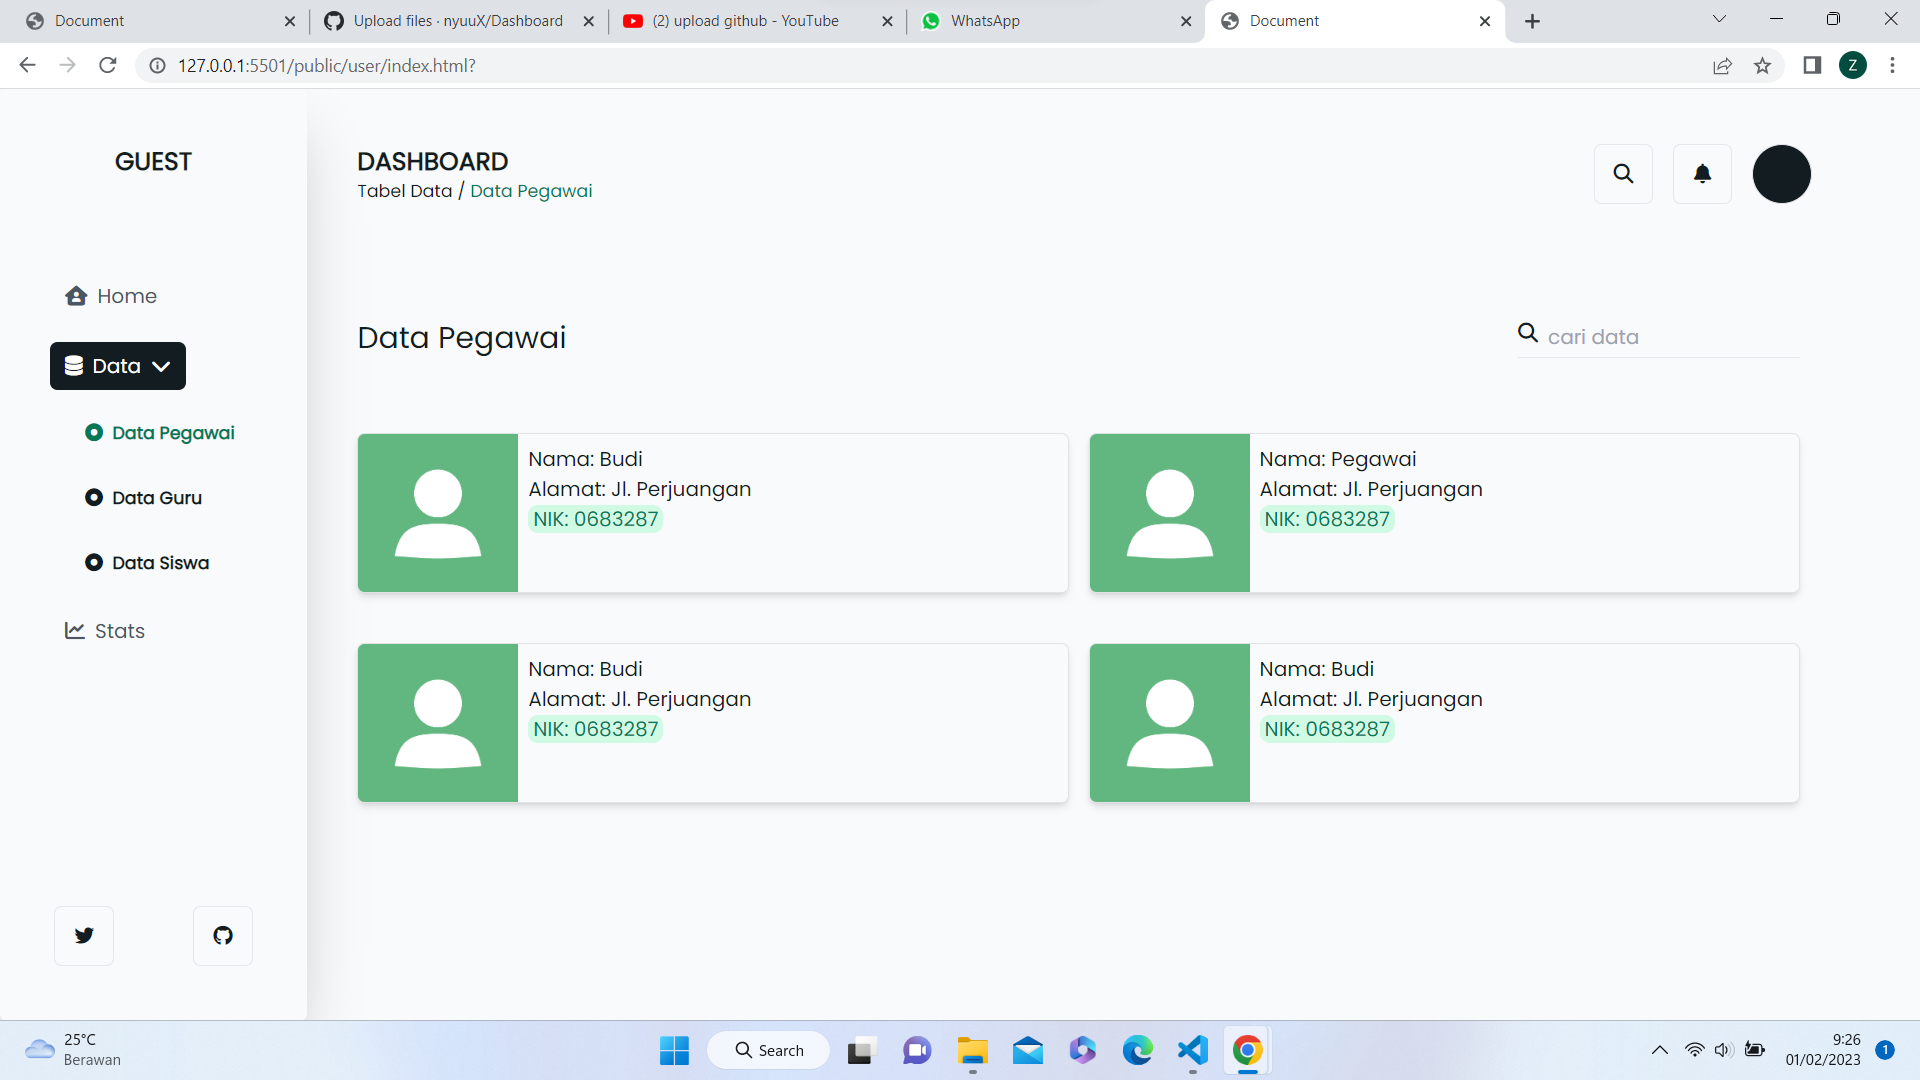 Document
Upload files · nyuuX/Dashboard
(2) upload github - YouTube
WhatsApp
Document
127.0.0.1:5501/public/user/index.html?
Z
GUEST
Home
Data
Data Pegawai
Data Guru
Data Siswa
Stats
DASHBOARD
Tabel Data / Data Pegawai
Data Pegawai
cari data
Nama: Budi
Alamat: Jl. Perjuangan
NIK: 0683287
Nama: Pegawai
Alamat: Jl. Perjuangan
NIK: 0683287
Nama: Budi
Alamat: Jl. Perjuangan
NIK: 0683287
Nama: Budi
Alamat: Jl. Perjuangan
NIK: 0683287
25°C
Berawan
Search
9:26
01/02/2023
1